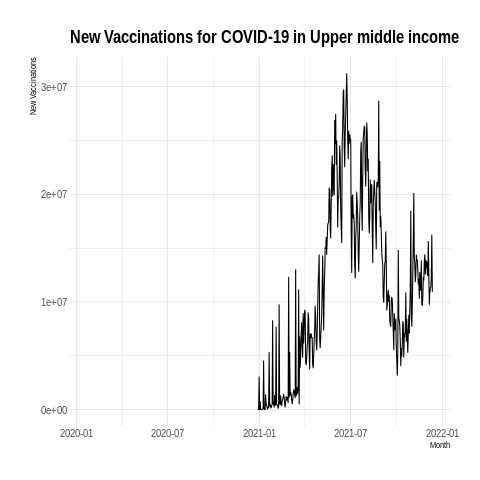 New Vaccinations for COVID-19 in Upper middle income
New Vaccinations
3e+07
2e+07
1e+07
0e+00
2020-01 2020-07 2021-01 2021-07 2022-01
Month